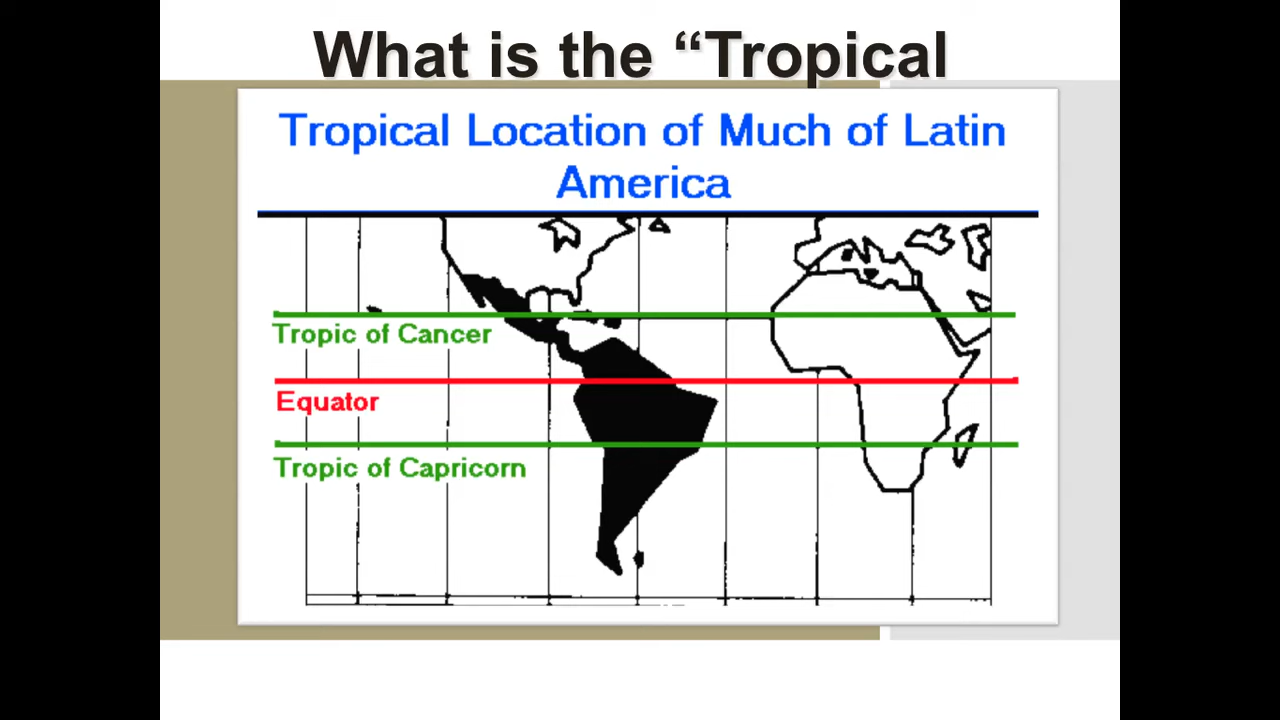 What is the “Tropical
Tropical Location of Much of Latin
America
Tropic of Cancer
Equator
Tropic of Capricorn